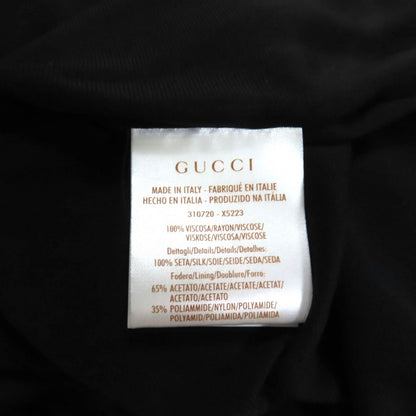 GUCCI
MADE IN ITALY - FABRIQUÉ EN ITALIE
HECHO EN ITALIA - PRODUZIDO NA ITÁLIA
310720 - X5223
100% VISCOSA/RAYON/VISCOSE/
VISKOSE/VISCOSA/VISCOSE
Dettagli/Details/Détails/Detalhes:
100% SETA/SILK/SOIE/SEIDE/SEDA/SEDA
Fodera/Lining/Doublure/Forro:
65% ACETATO/ACETATE/ACETATE/ACETAT/
ACETATO/ACETATO
35% POLIAMMIDE/NYLON/POLYAMIDE/
POLYAMID/POLIAMIDA/POLIAMIDA